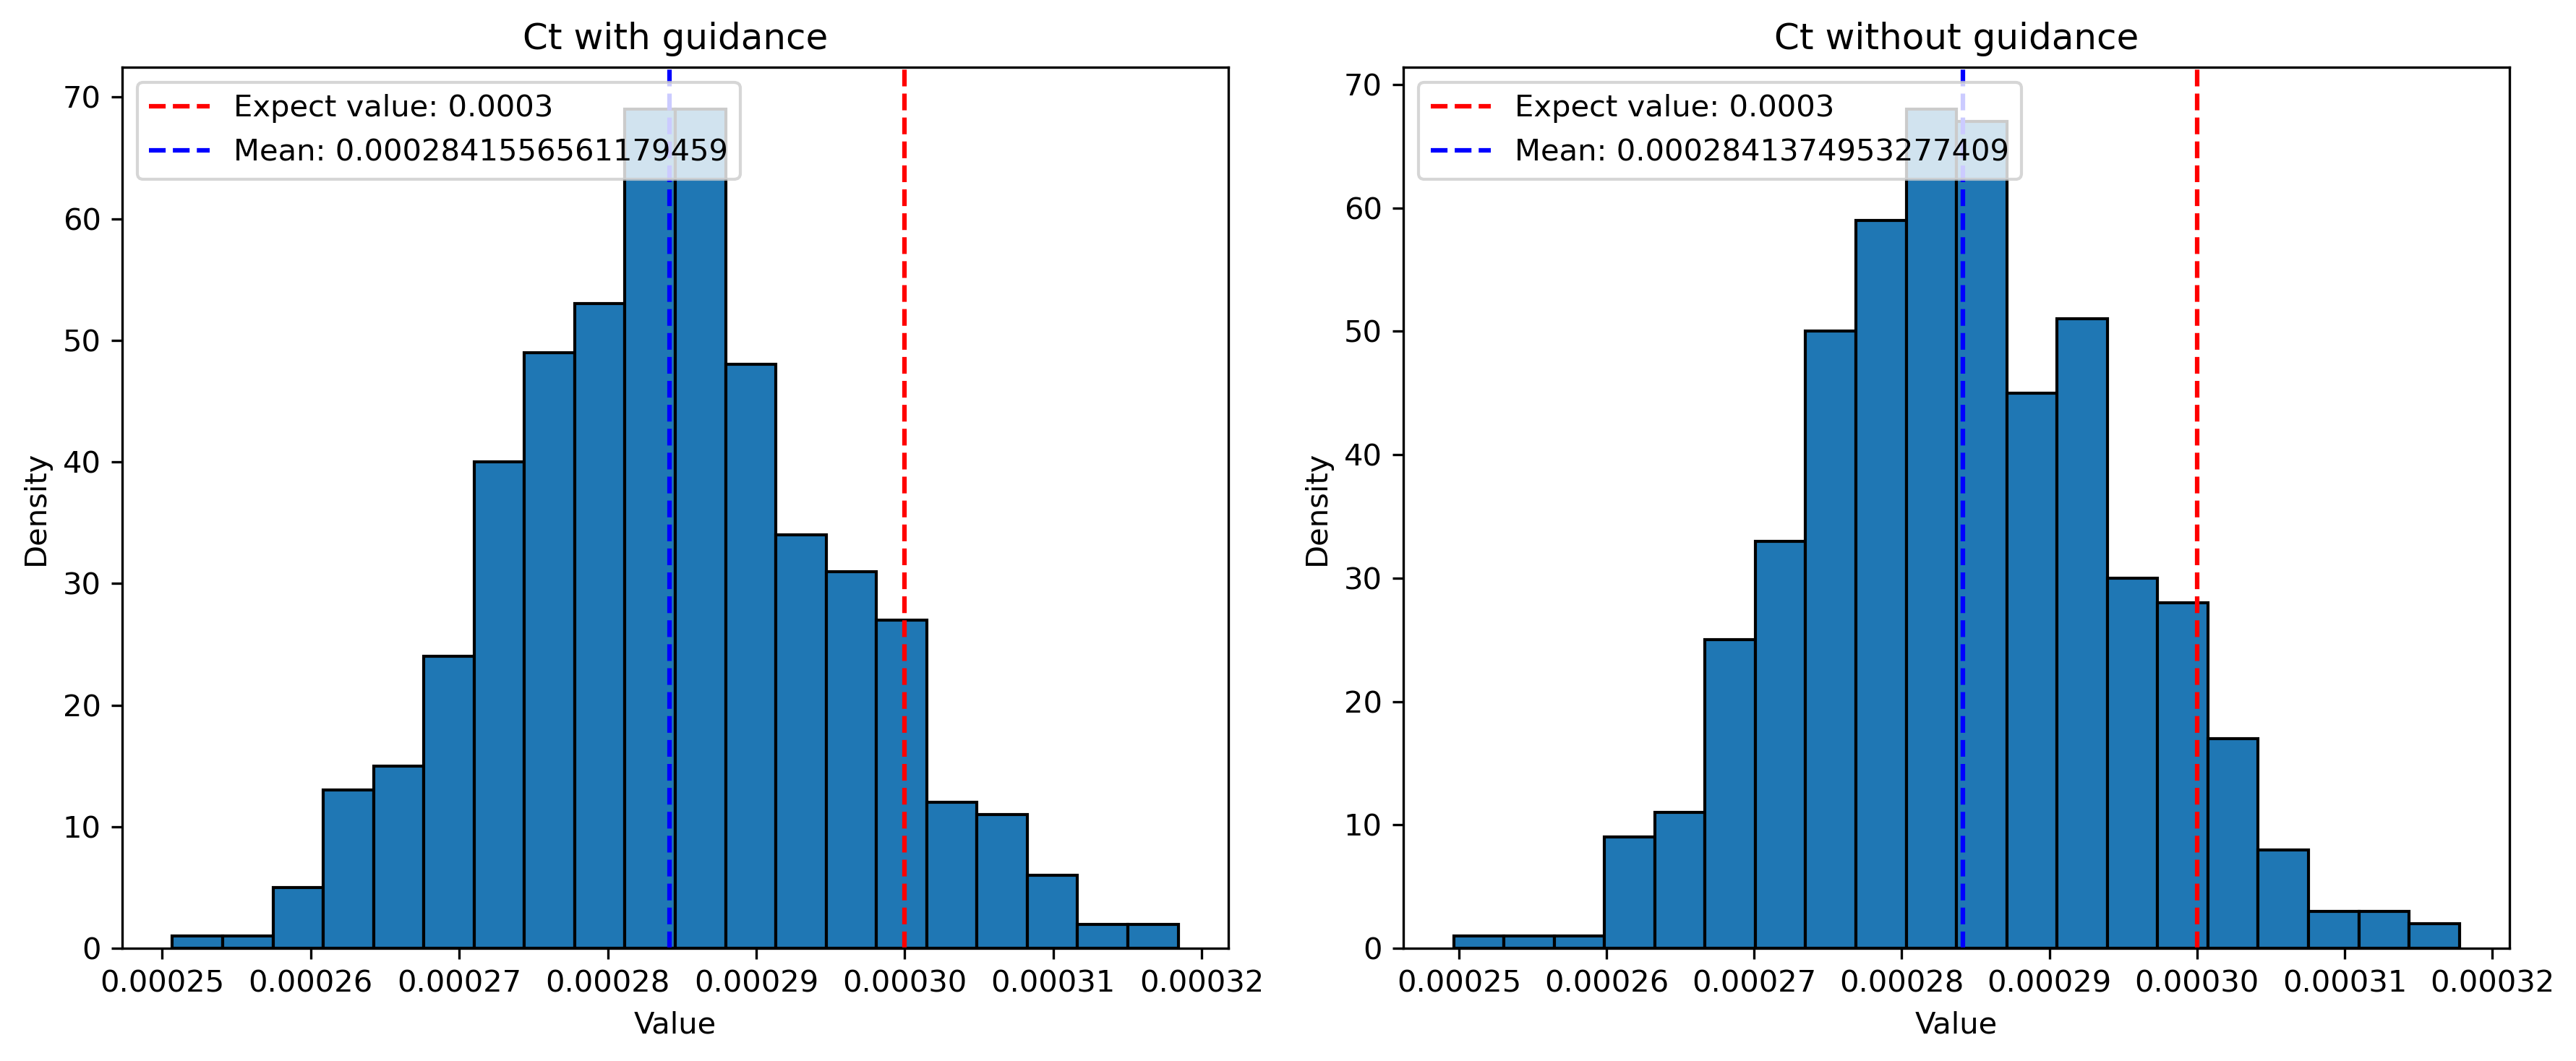 Ct with guidance
Expect value: 0.0003
Mean: 0.0002841556561179459
70
60
50
40
30
20
10
0
Density
0.00025 0.00026 0.00027 0.00028 0.00029 0.00030 0.00031 0.00032
Value
Ct without guidance
Expect value: 0.0003
Mean: 0.0002841374953277409
70
60
50
40
30
20
10
0
Density
0.00025 0.00026 0.00027 0.00028 0.00029 0.00030 0.00031 0.00032
Value